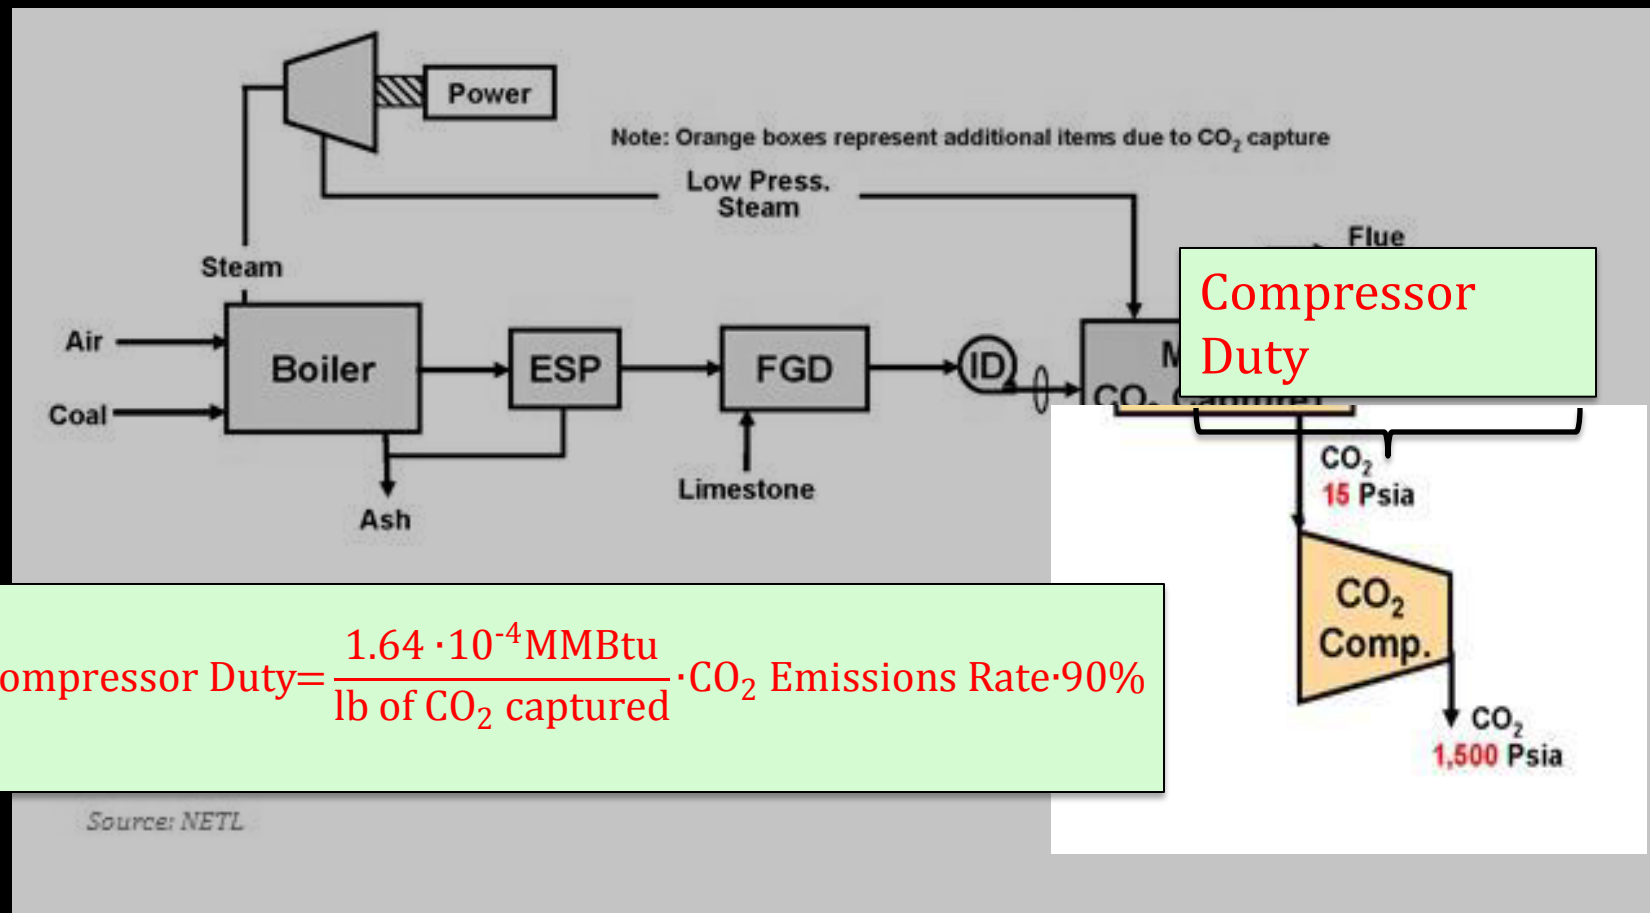 Power
Note: Orange boxes represent additional items due to CO₂ capture
Low Press.
Steam
Flue
Steam
Compressor
Duty
Air
Boiler
ESP
FGD
ID
M
CO₂ Capture
Coal
CO₂
15 Psia
Limestone
Ash
CO₂
Comp.
ompressor Duty=
1.64 ·10⁻⁴MMBtu
lb of CO₂ captured
·CO₂ Emissions Rate·90%
CO₂
1,500 Psia
Source: NETL